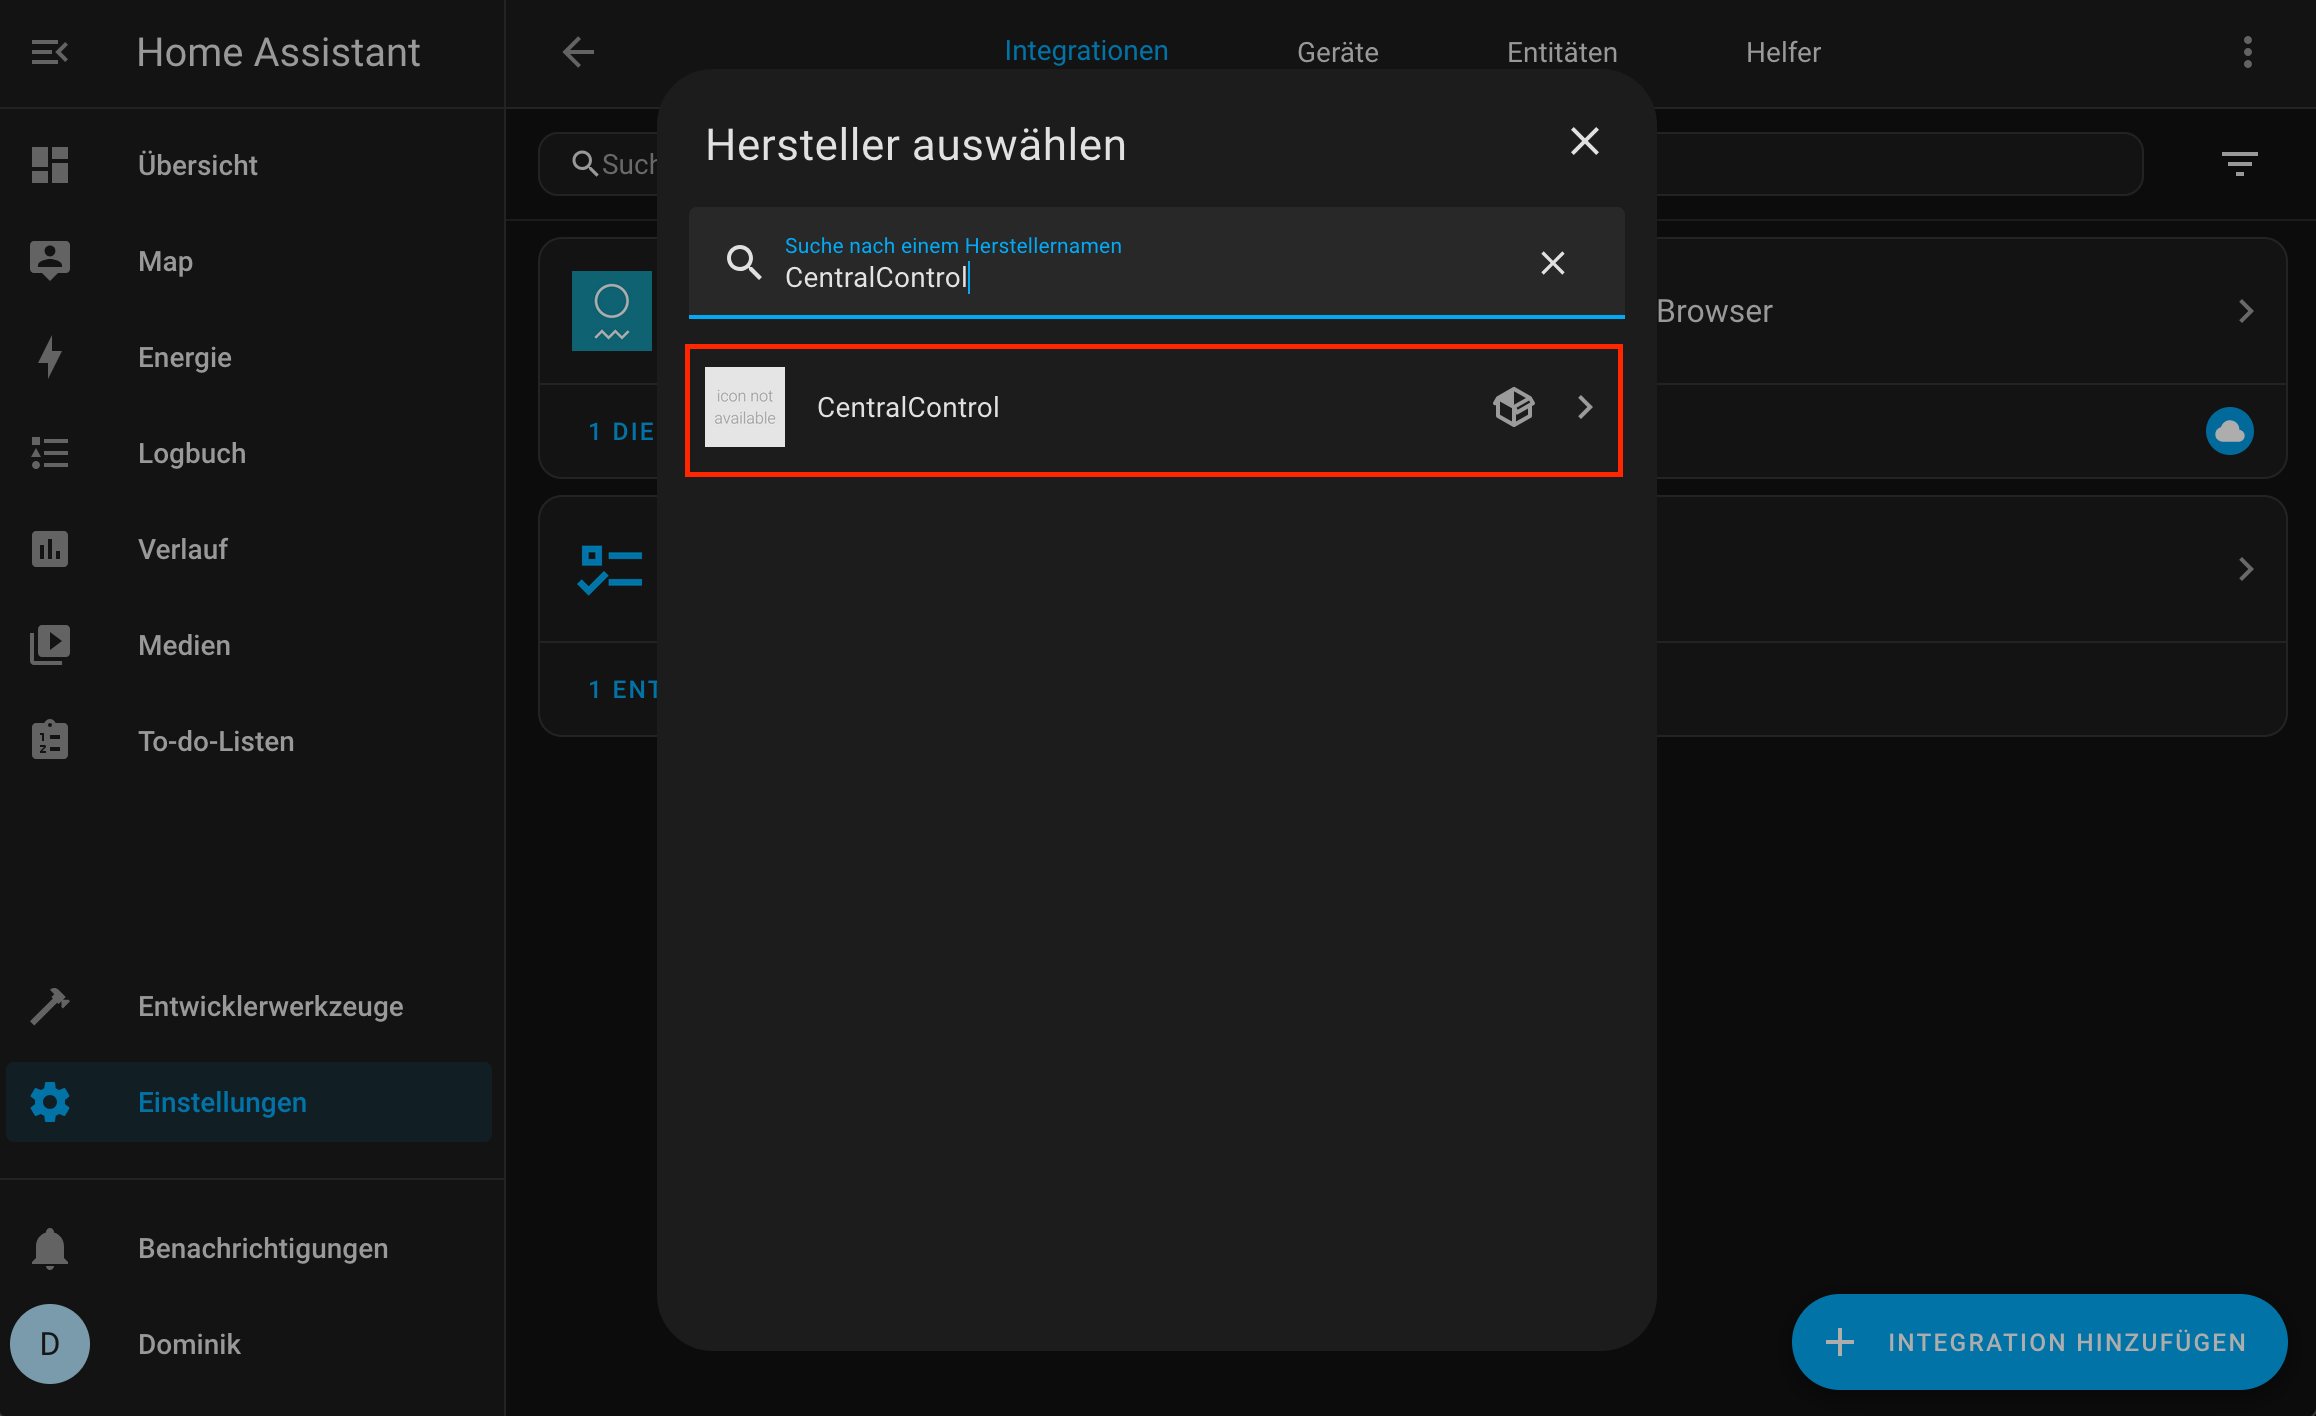 Home Assistant
Integrationen
Geräte
Entitäten
Helfer
Übersicht
Map
Energie
Logbuch
Verlauf
Medien
To-do-Listen
Entwicklerwerkzeuge
Einstellungen
Benachrichtigungen
D
Dominik
Hersteller auswählen
Suche nach einem Herstellernamen
CentralControl
icon not
available
CentralControl
Such
Browser
1 DIE
1 ENT
INTEGRATION HINZUFÜGEN